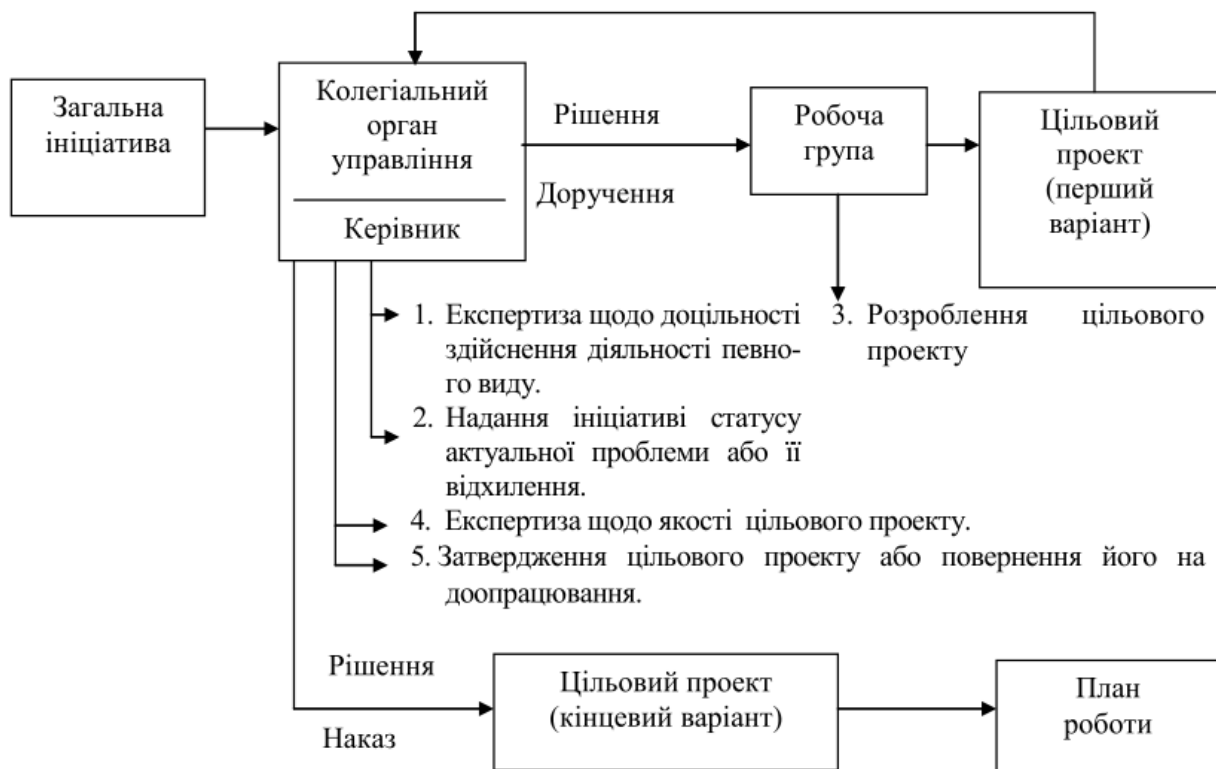 Загальна
ініціатива
Колегіальний
орган
управління
Керівник
Рішення
Доручення
Робоча
група
Цільовий
проект
(перший
варіант)
1. Експертиза щодо доцільності
здійснення діяльності певно-
го виду.
2. Надання ініціативі статусу
актуальної проблеми або її
відхилення.
3. Розроблення цільового
проекту
4. Експертиза щодо якості цільового проекту.
5. Затвердження цільового проекту або повернення його на
доопрацювання.
Рішення
Наказ
Цільовий проект
(кінцевий варіант)
План
роботи